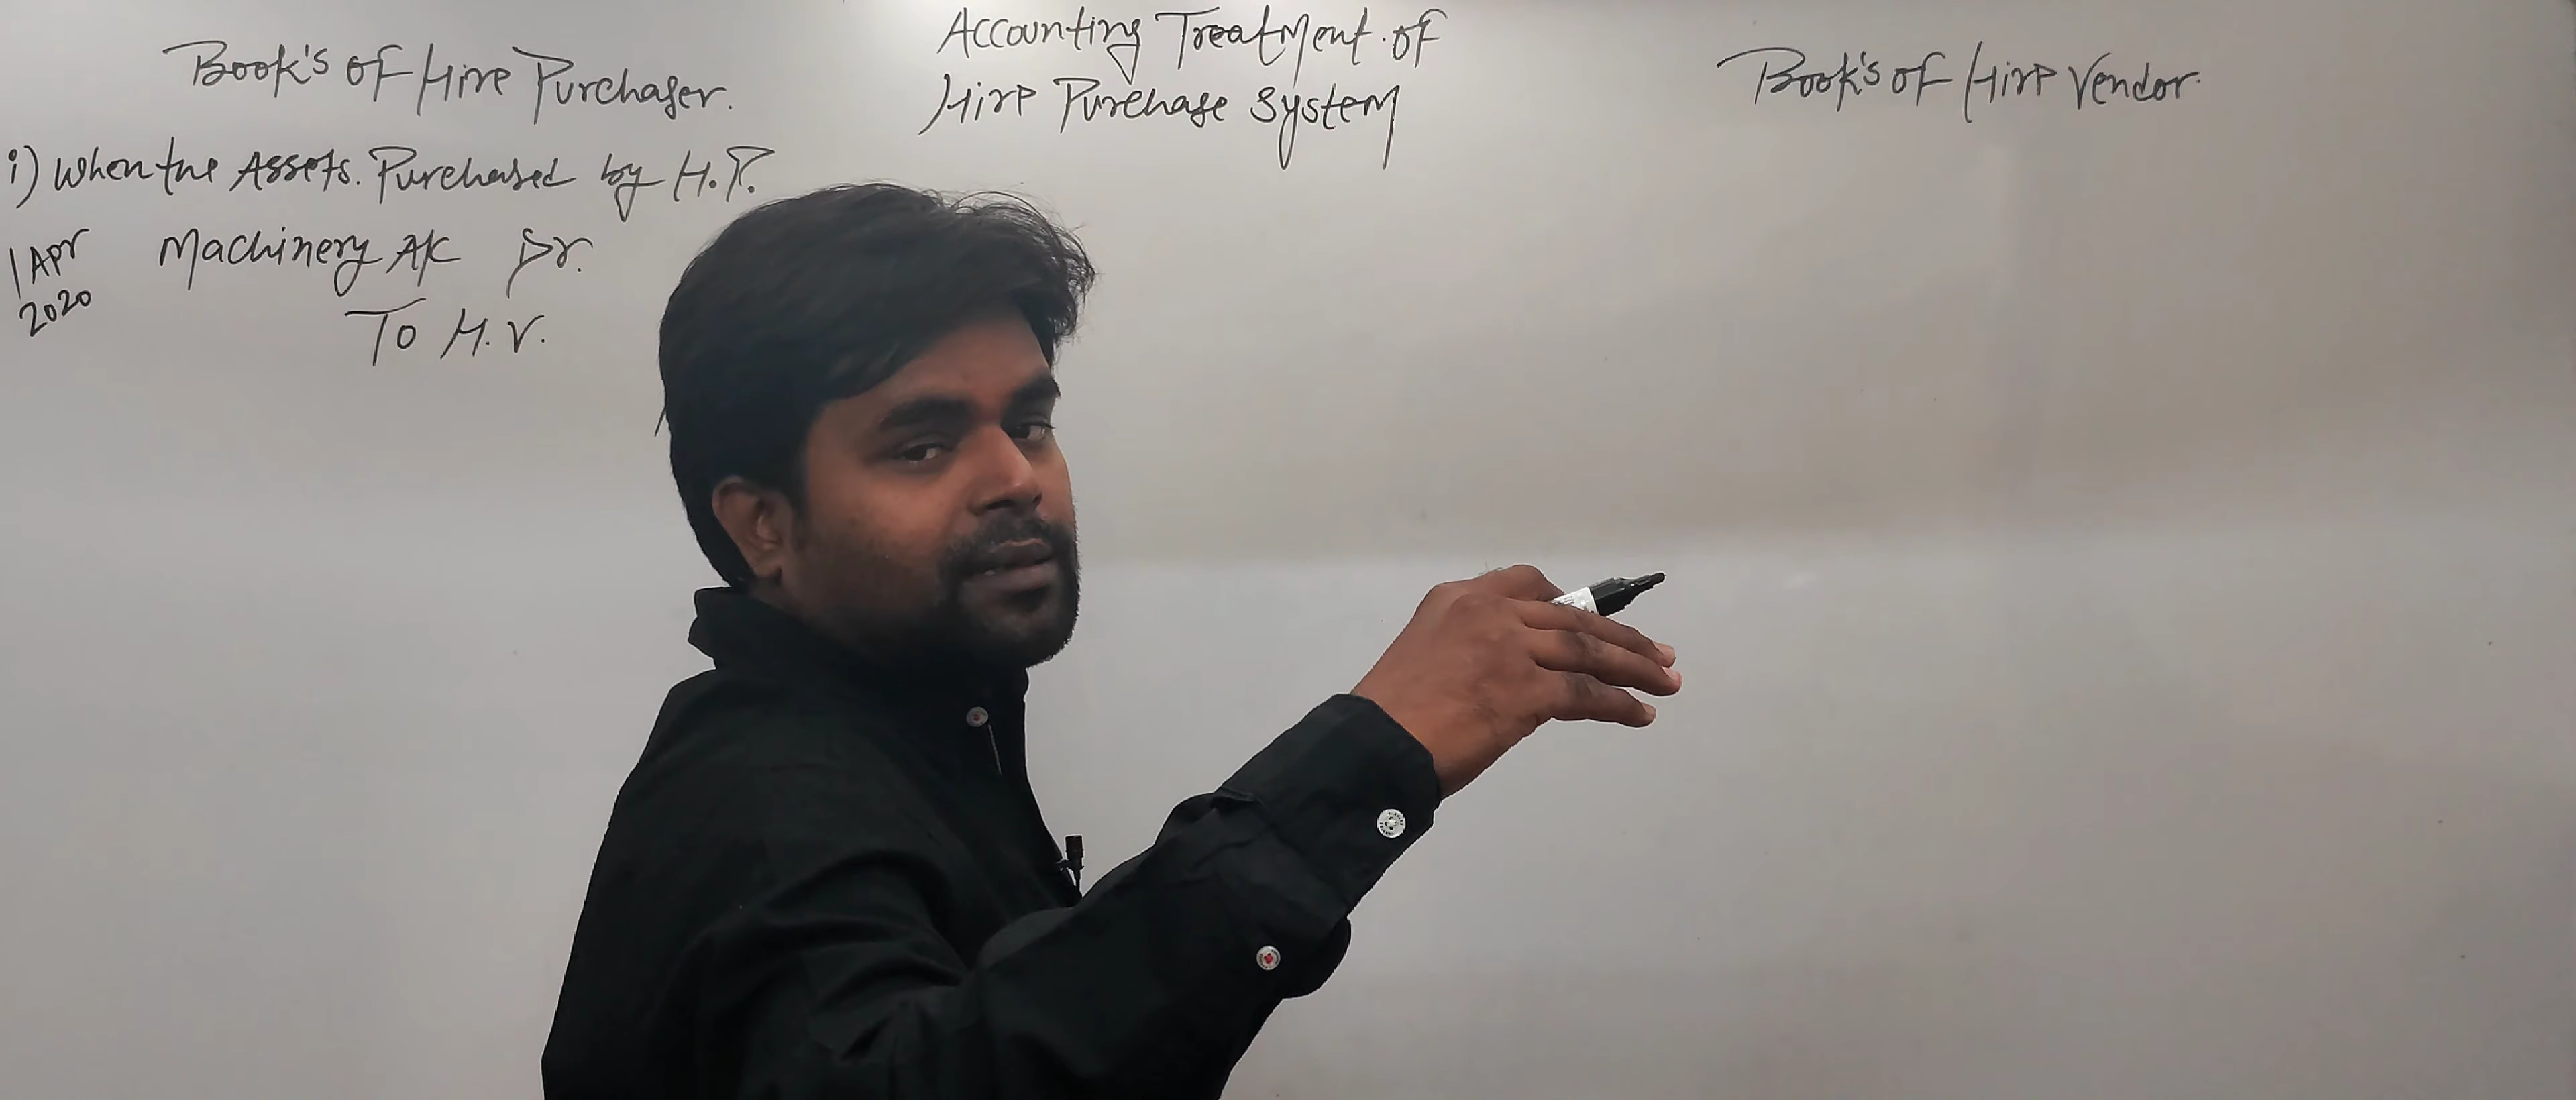 Accounting Treatment of
Hire Purchase System
Book's of Hire Purchaser.
i) When the Assets. Purchased by H.P.
1 Apr Machinery A/c Dr.
2020
To H.V.
Book's of Hire Vendor.